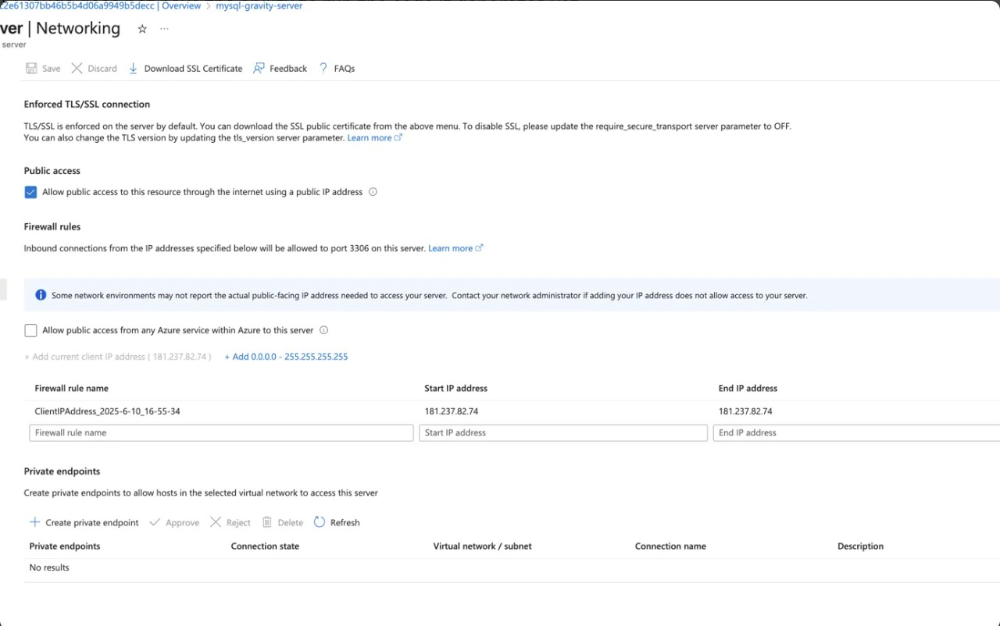 c2e61307bb46b5b4d06a9949b5decc | Overview > mysql-gravity-server
ver | Networking
server
Save Discard Download SSL Certificate Feedback FAQs
Enforced TLS/SSL connection
TLS/SSL is enforced on the server by default. You can download the SSL public certificate from the above menu. To disable SSL, please update the require_secure_transport server parameter to OFF.
You can also change the TLS version by updating the tls_version server parameter. Learn more
Public access
Allow public access to this resource through the internet using a public IP address
Firewall rules
Inbound connections from the IP addresses specified below will be allowed to port 3306 on this server. Learn more
Some network environments may not report the actual public-facing IP address needed to access your server. Contact your network administrator if adding your IP address does not allow access to your server.
Allow public access from any Azure service within Azure to this server
+ Add current client IP address ( 181.237.82.74 ) + Add 0.0.0.0 - 255.255.255.255
Firewall rule name Start IP address End IP address
ClientIPAddress_2025-6-10_16-55-34 181.237.82.74 181.237.82.74
Firewall rule name Start IP address End IP address
Private endpoints
Create private endpoints to allow hosts in the selected virtual network to access this server
Create private endpoint Approve Reject Delete Refresh
Private endpoints Connection state Virtual network / subnet Connection name Description
No results